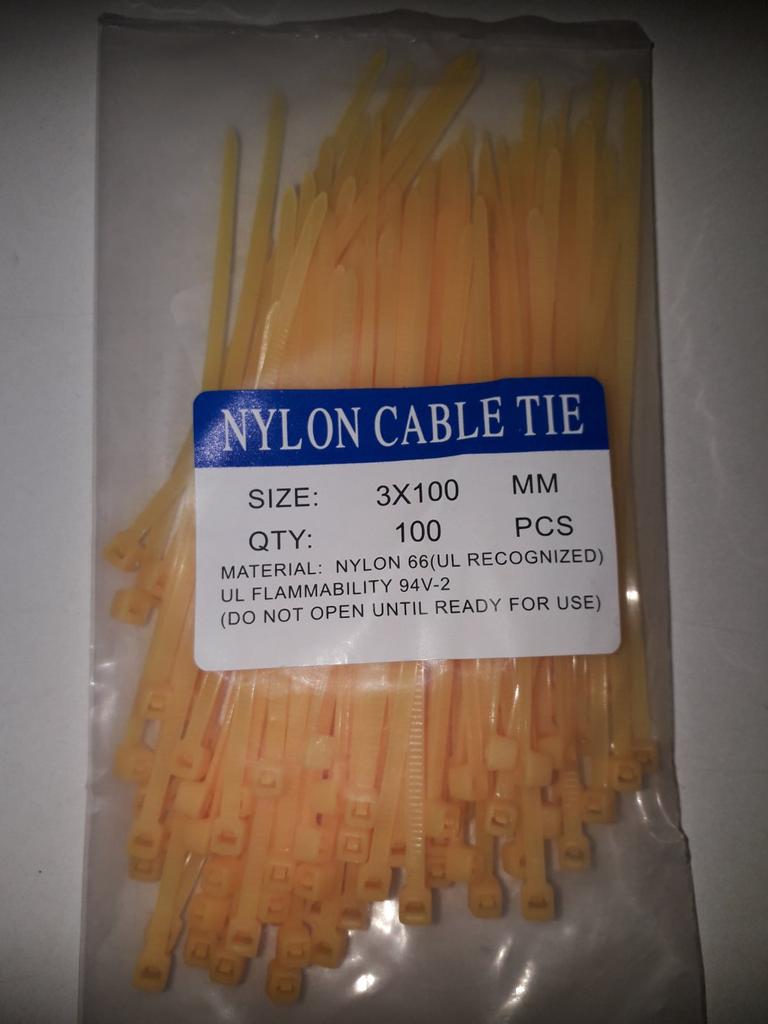 NYLON CABLE TIE
SIZE: 3X100 MM
QTY: 100 PCS
MATERIAL: NYLON 66(UL RECOGNIZED)
UL FLAMMABILITY 94V-2
(DO NOT OPEN UNTIL READY FOR USE)